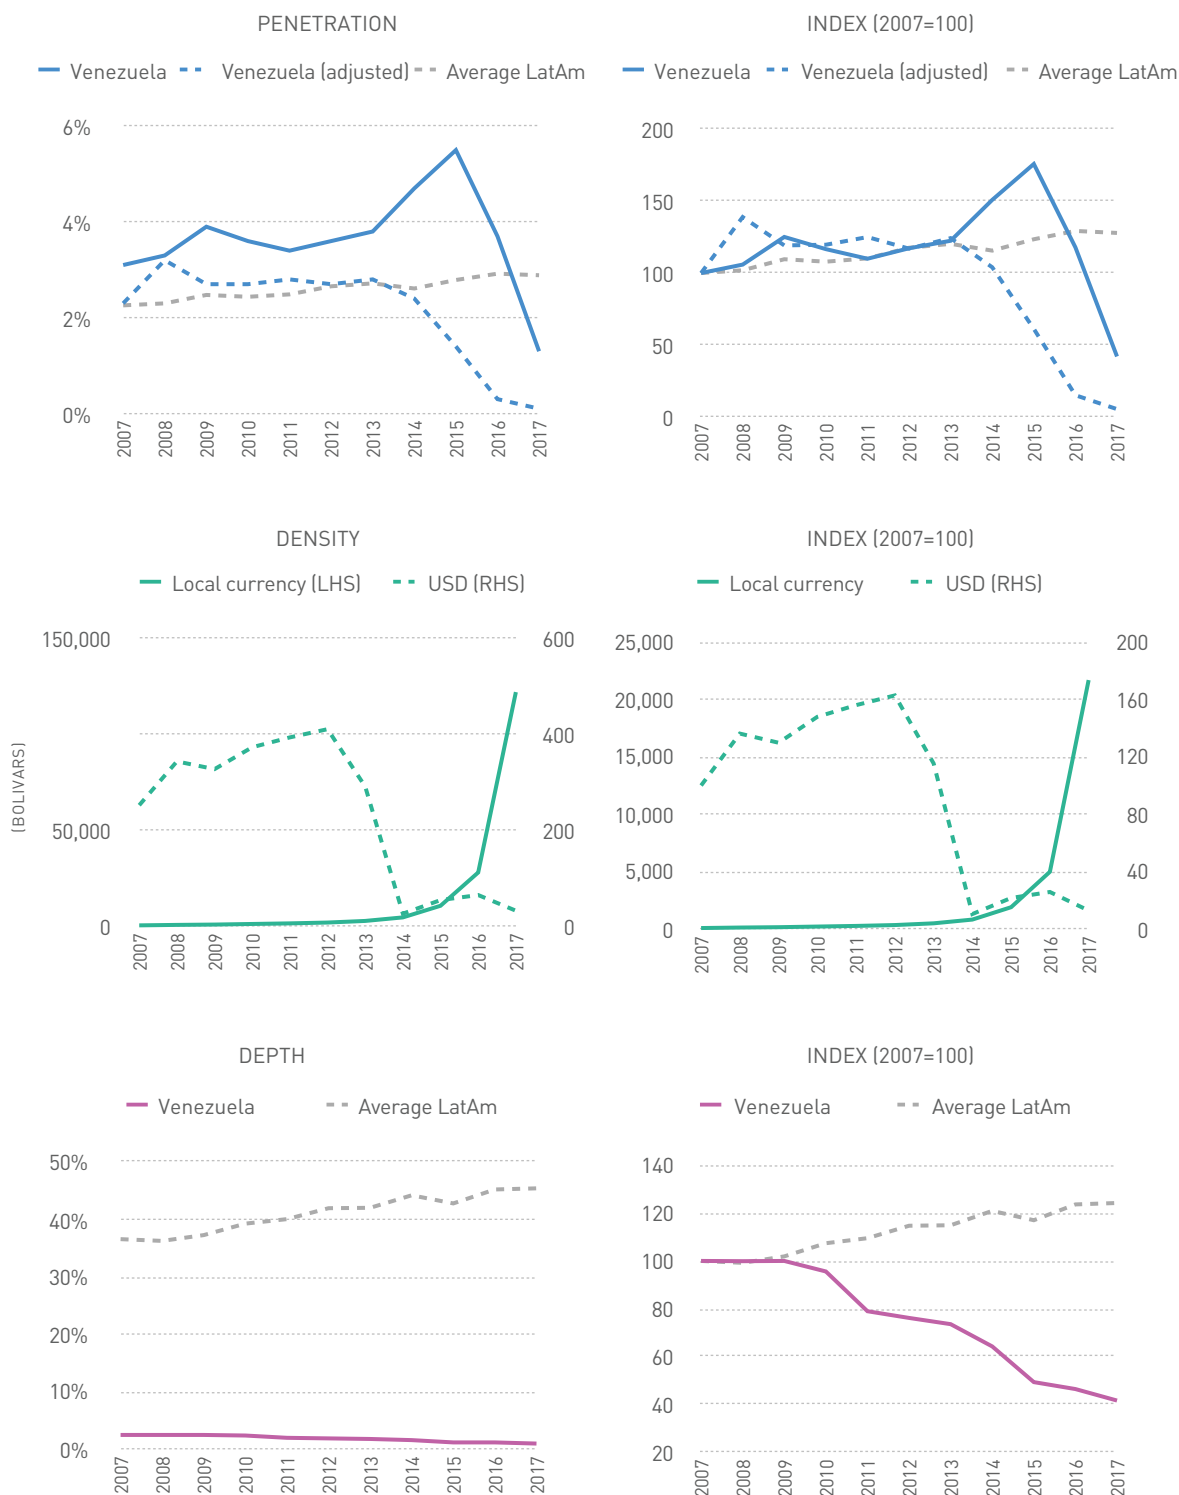 PENETRATION
Venezuela Venezuela (adjusted) Average LatAm
6%
4%
2%
0%
2007 2008 2009 2010 2011 2012 2013 2014 2015 2016 2017
INDEX (2007=100)
Venezuela Venezuela (adjusted) Average LatAm
200
150
100
50
0
2007 2008 2009 2010 2011 2012 2013 2014 2015 2016 2017
DENSITY
Local currency (LHS) USD (RHS)
(BOLIVARS)
150,000 600
400
50,000 200
0 0
2007 2008 2009 2010 2011 2012 2013 2014 2015 2016 2017
INDEX (2007=100)
Local currency USD (RHS)
25,000 200
20,000 160
15,000 120
10,000 80
5,000 40
0 0
2007 2008 2009 2010 2011 2012 2013 2014 2015 2016 2017
DEPTH
Venezuela Average LatAm
50%
40%
30%
20%
10%
0%
2007 2008 2009 2010 2011 2012 2013 2014 2015 2016 2017
INDEX (2007=100)
Venezuela Average LatAm
140
120
100
80
60
40
20
2007 2008 2009 2010 2011 2012 2013 2014 2015 2016 2017